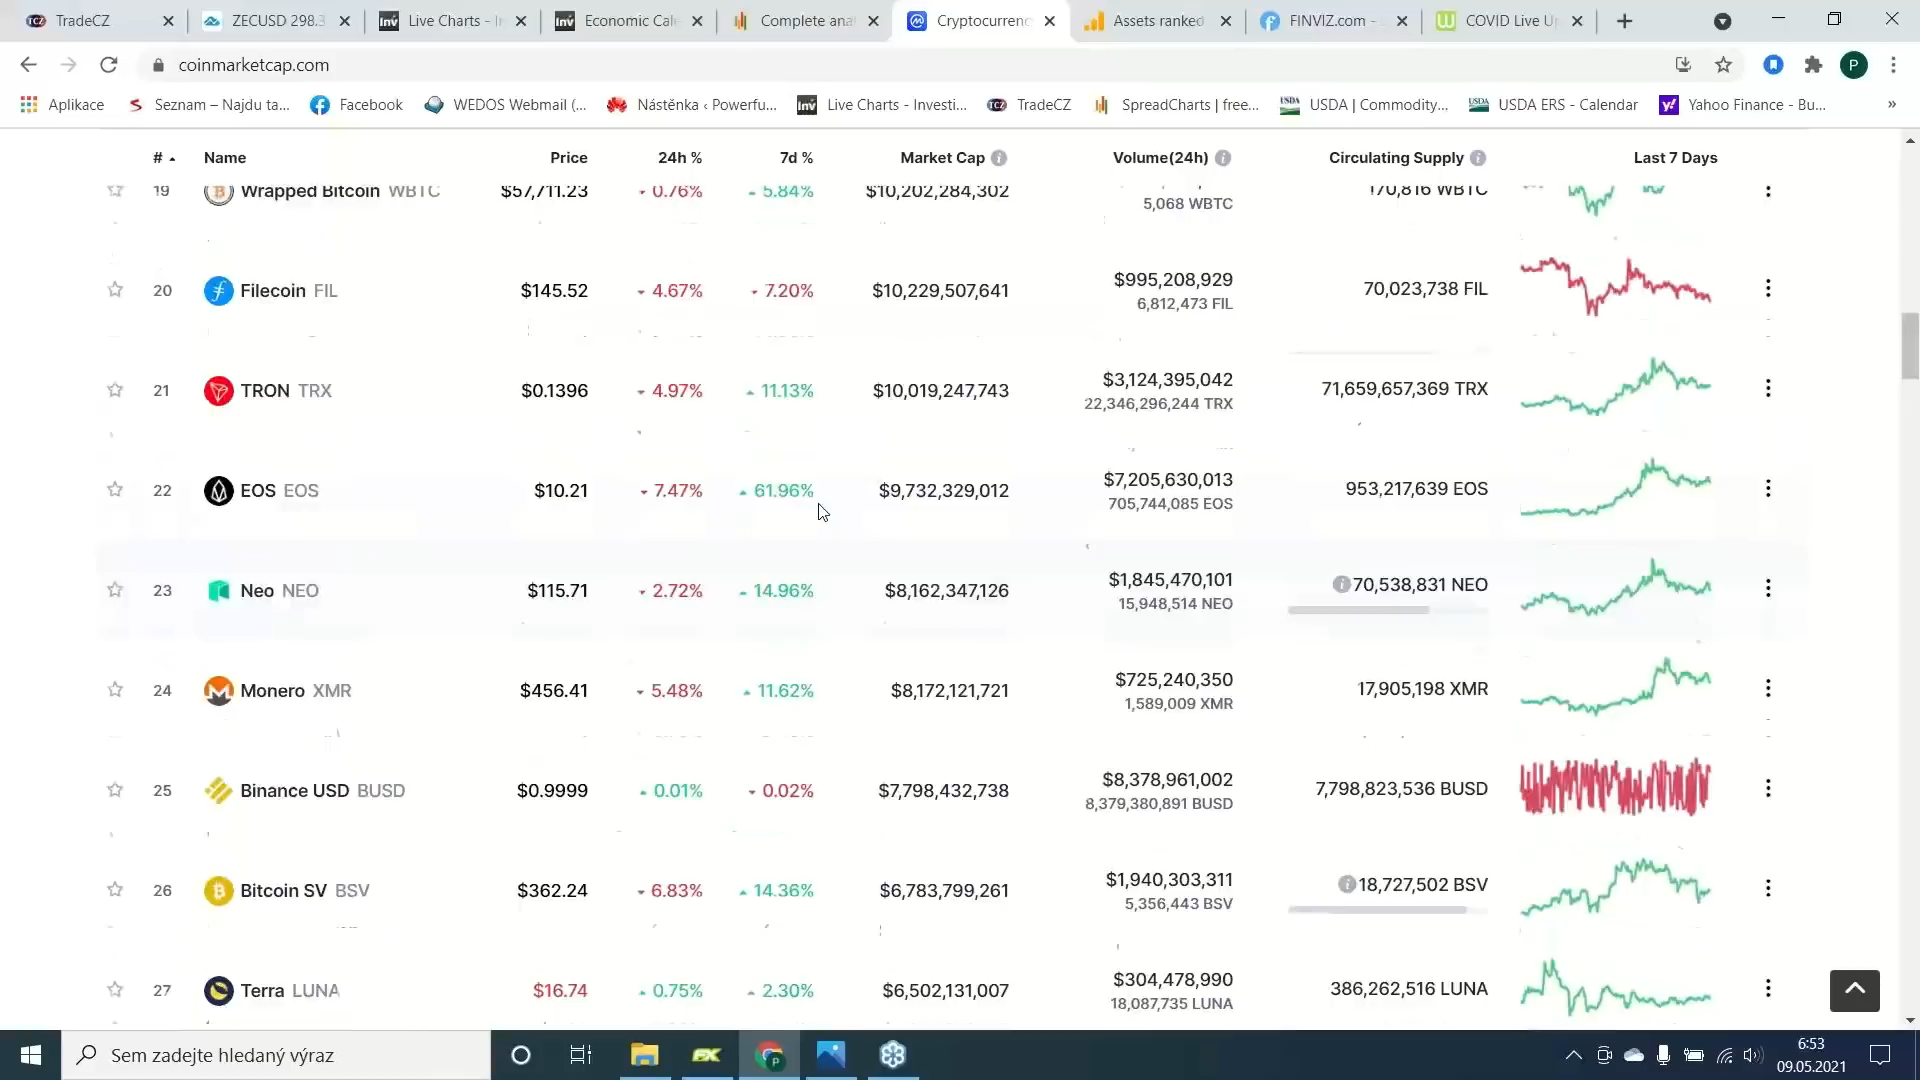 TradeCZ
ZECUSD 298.3
Live Charts - In
Economic Cale
Complete anal
Cryptocurrenc
Assets ranked
FINVIZ.com -
COVID Live Up
coinmarketcap.com
Aplikace
Seznam – Najdu ta...
Facebook
WEDOS Webmail (...
Nástěnka ‹ Powerfu...
Live Charts - Investi...
TradeCZ
SpreadCharts | free...
USDA | Commodity...
USDA ERS - Calendar
Yahoo Finance - Bu...
# Name Price 24h % 7d % Market Cap Volume(24h) Circulating Supply Last 7 Days
19 Wrapped Bitcoin WBTC $57,711.23 0.76% 5.84% $10,202,284,302 170,816 WBTC
5,068 WBTC
20 Filecoin FIL $145.52 4.67% 7.20% $10,229,507,641 $995,208,929 70,023,738 FIL
6,812,473 FIL
21 TRON TRX $0.1396 4.97% 11.13% $10,019,247,743 $3,124,395,042 71,659,657,369 TRX
22,346,296,244 TRX
22 EOS EOS $10.21 7.47% 61.96% $9,732,329,012 $7,205,630,013 953,217,639 EOS
705,744,085 EOS
23 Neo NEO $115.71 2.72% 14.96% $8,162,347,126 $1,845,470,101 70,538,831 NEO
15,948,514 NEO
24 Monero XMR $456.41 5.48% 11.62% $8,172,121,721 $725,240,350 17,905,198 XMR
1,589,009 XMR
25 Binance USD BUSD $0.9999 0.01% 0.02% $7,798,432,738 $8,378,961,002 7,798,823,536 BUSD
8,379,380,891 BUSD
26 Bitcoin SV BSV $362.24 6.83% 14.36% $6,783,799,261 $1,940,303,311 18,727,502 BSV
5,356,443 BSV
27 Terra LUNA $16.74 0.75% 2.30% $6,502,131,007 $304,478,990 386,262,516 LUNA
18,087,735 LUNA
Sem zadejte hledaný výraz
6:53
09.05.2021